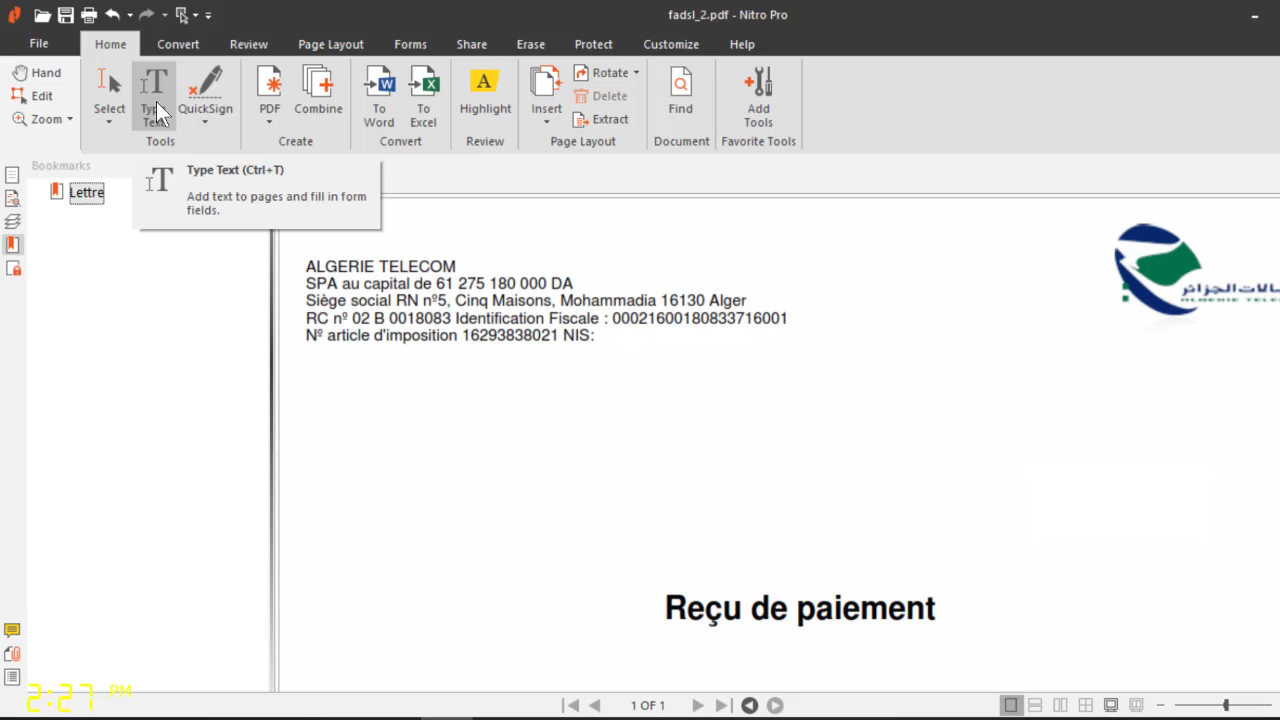 fadsl_2.pdf - Nitro Pro
File Home Convert Review Page Layout Forms Share Erase Protect Customize Help
Hand
Edit
Zoom
Select
Type Text
QuickSign
Tools
PDF
Combine
Create
To Word
To Excel
Convert
Highlight
Review
Insert
Rotate
Delete
Extract
Page Layout
Find
Document
Add Tools
Favorite Tools
Bookmarks
Lettre
Type Text (Ctrl+T)
Add text to pages and fill in form
fields.
ALGERIE TELECOM
SPA au capital de 61 275 180 000 DA
Siège social RN nº5, Cinq Maisons, Mohammadia 16130 Alger
RC nº 02 B 0018083 Identification Fiscale : 00021600180833716001
Nº article d'imposition 16293838021 NIS:
Reçu de paiement
2:27 PM
1 OF 1